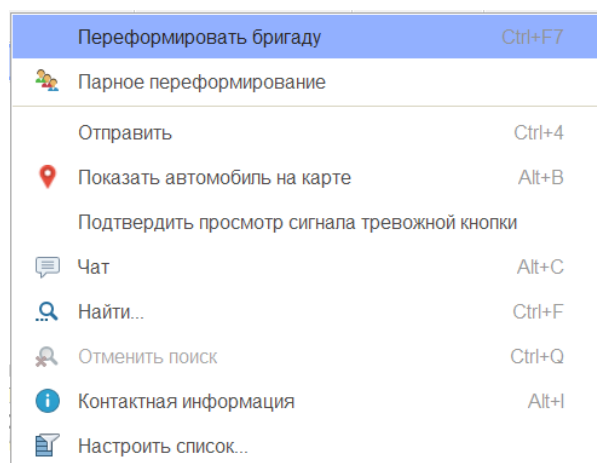 Переформировать бригаду Ctrl+F7
Парное переформирование
Отправить Ctrl+4
Показать автомобиль на карте Alt+B
Подтвердить просмотр сигнала тревожной кнопки
Чат Alt+C
Найти... Ctrl+F
Отменить поиск Ctrl+Q
Контактная информация Alt+I
Настроить список...